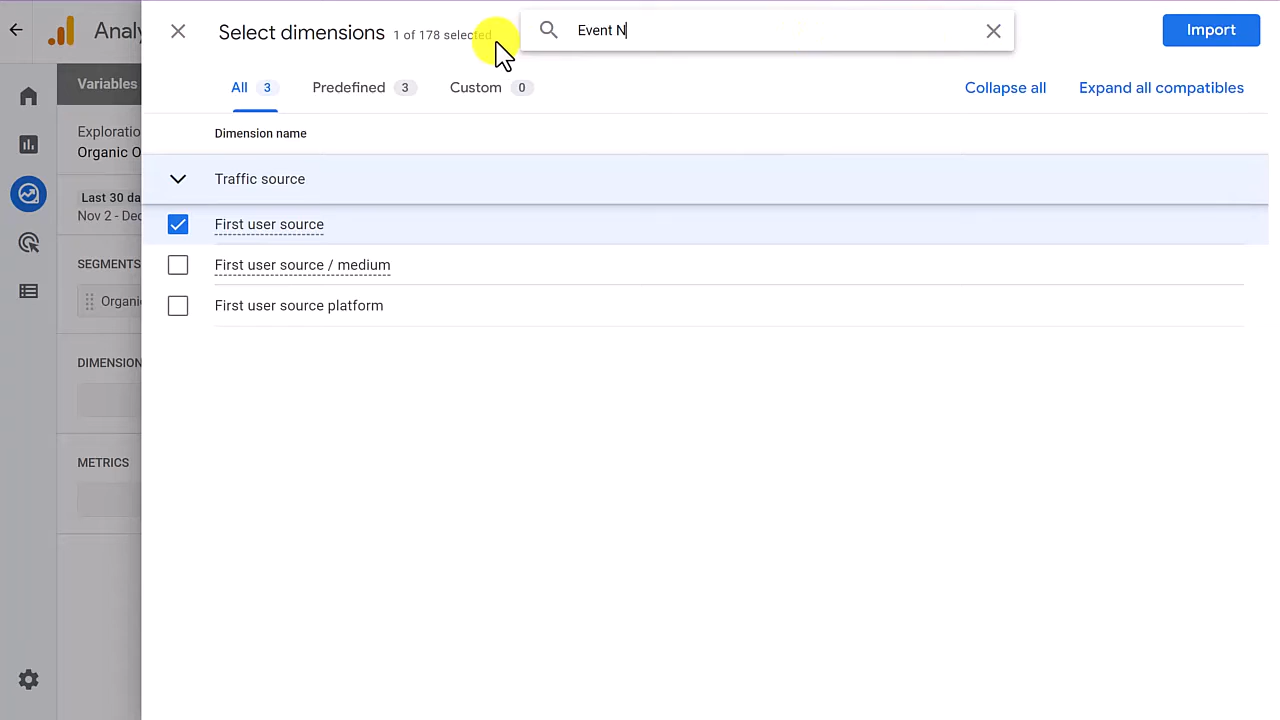 Analy
Select dimensions 1 of 178 selected
Event N
Import
All 3 Predefined 3 Custom 0
Collapse all Expand all compatibles
Variables
Dimension name
Exploratio
Organic O
Traffic source
Last 30 da
Nov 2 - Dec
First user source
SEGMENTS
First user source / medium
Organi
First user source platform
DIMENSION
METRICS